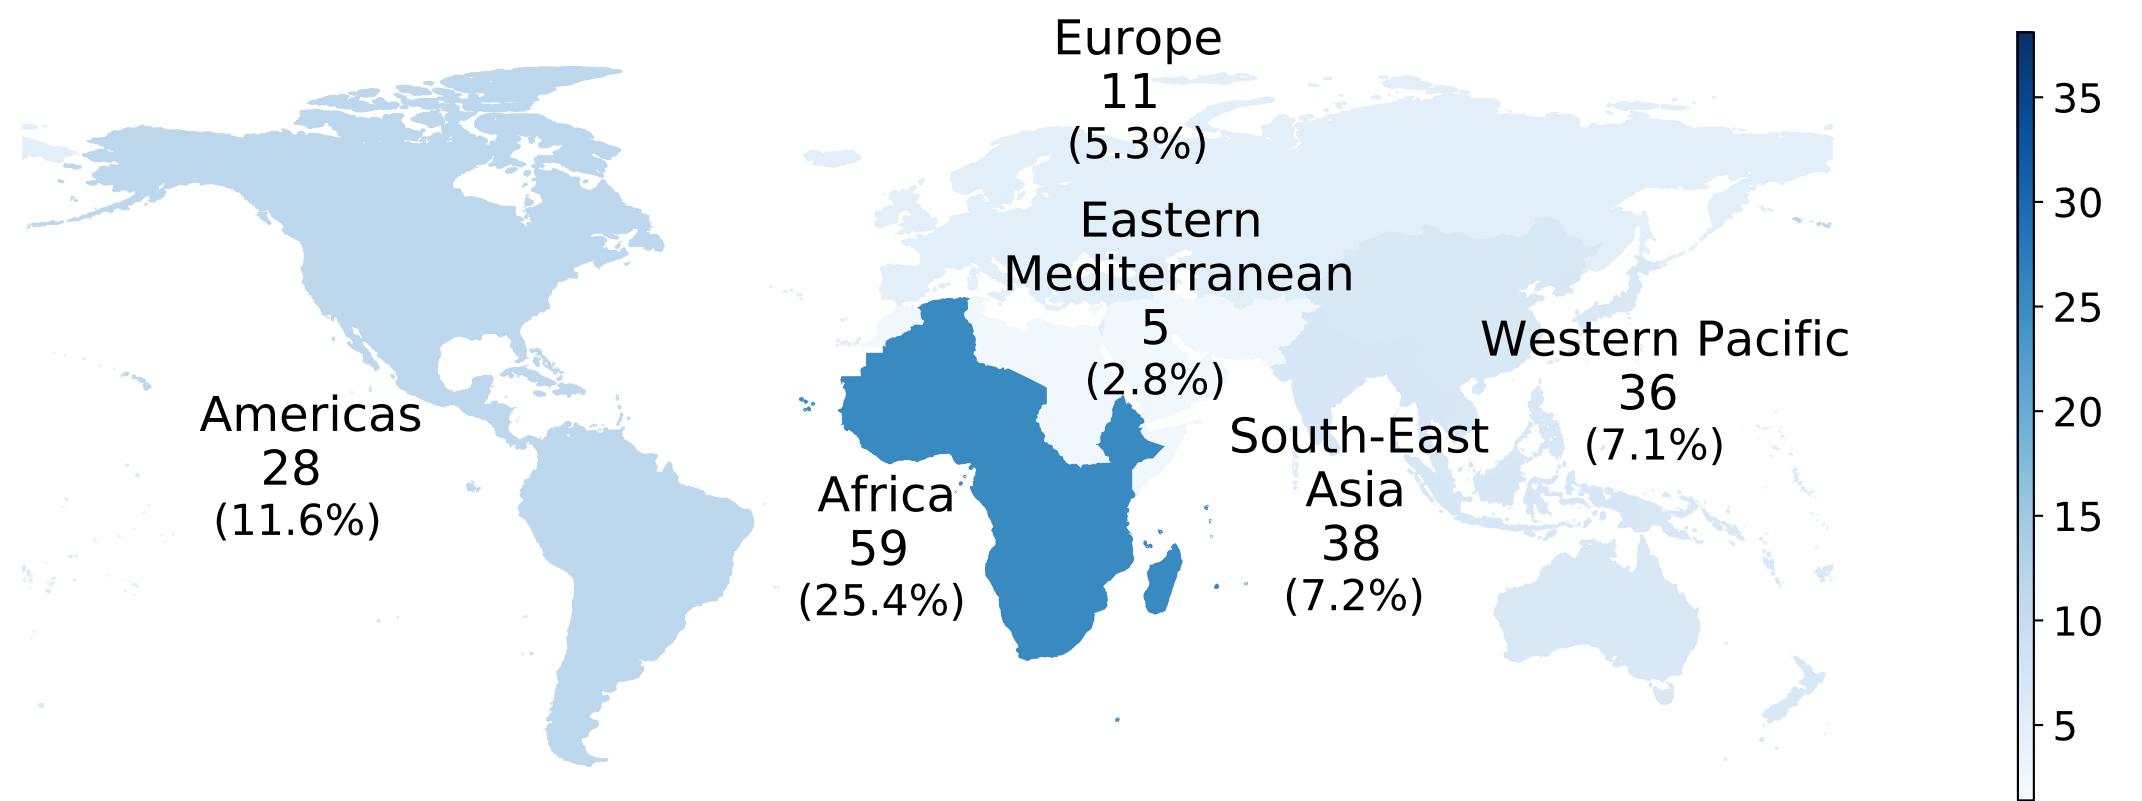 Europe
11
(5.3%)
Eastern
Mediterranean
5
(2.8%)
Western Pacific
36
(7.1%)
Americas
28
(11.6%)
South-East
Asia
38
(7.2%)
Africa
59
(25.4%)
35
30
25
20
15
10
5